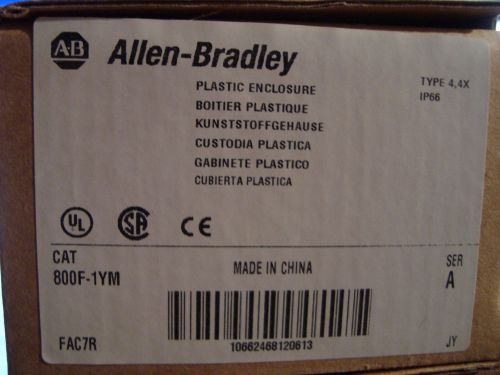 AB Allen-Bradley
PLASTIC ENCLOSURE
BOITIER PLASTIQUE
KUNSTSTOFFGEHAUSE
CUSTODIA PLASTICA
GABINETE PLASTICO
CUBIERTA PLASTICA
TYPE 4,4X
IP66
UL SA CE
CAT
800F-1YM
MADE IN CHINA
SER
A
FAC7R
10662468120613
JY